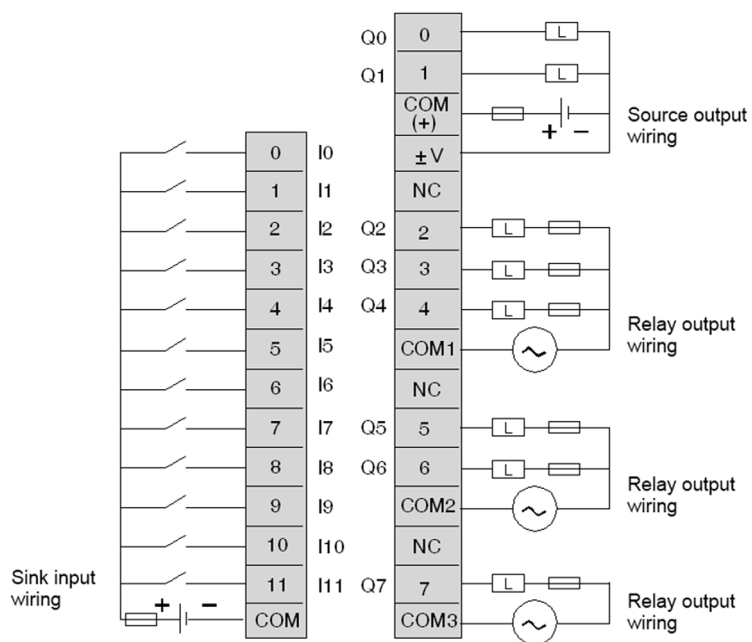 Q0 0 L
Q1 1 L
COM
(+)
+ −
Source output
wiring
± V
NC
Q2 2 L
Q3 3 L
Q4 4 L
COM1
Relay output
wiring
NC
Q5 5 L
Q6 6 L
COM2
Relay output
wiring
NC
Q7 7 L
COM3
Relay output
wiring
0 I0
1 I1
2 I2
3 I3
4 I4
5 I5
6 I6
7 I7
8 I8
9 I9
10 I10
11 I11
COM
+ −
Sink input
wiring